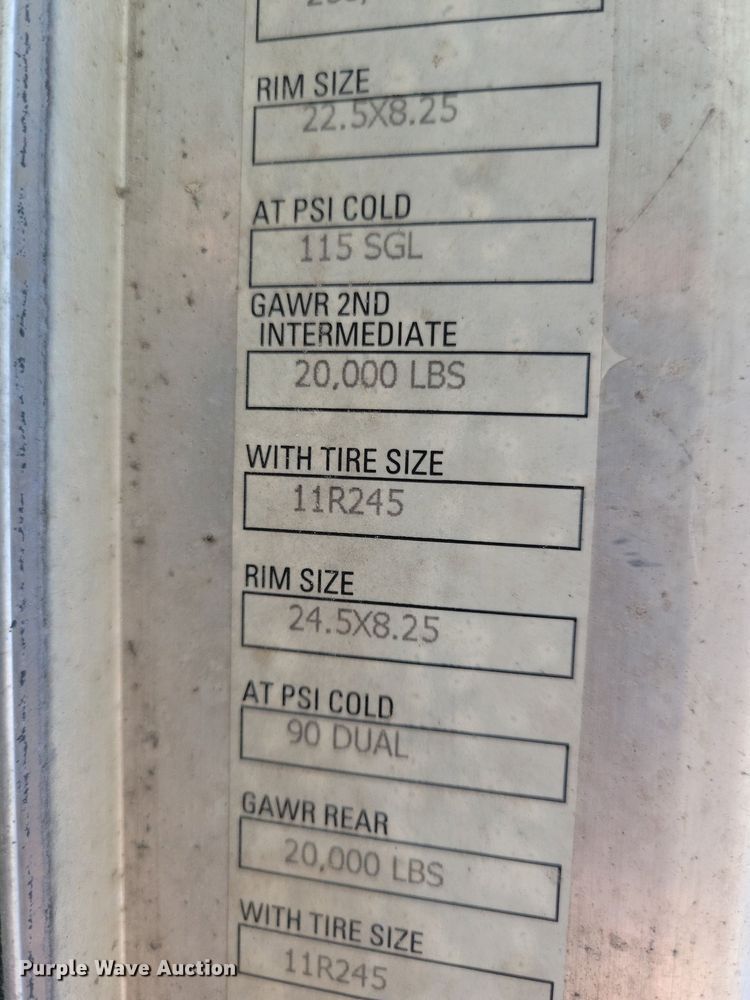 RIM SIZE
22.5X8.25
AT PSI COLD
115 SGL
GAWR 2ND
INTERMEDIATE
20,000 LBS
WITH TIRE SIZE
11R245
RIM SIZE
24.5X8.25
AT PSI COLD
90 DUAL
GAWR REAR
20,000 LBS
WITH TIRE SIZE
11R245
Purple Wave Auction